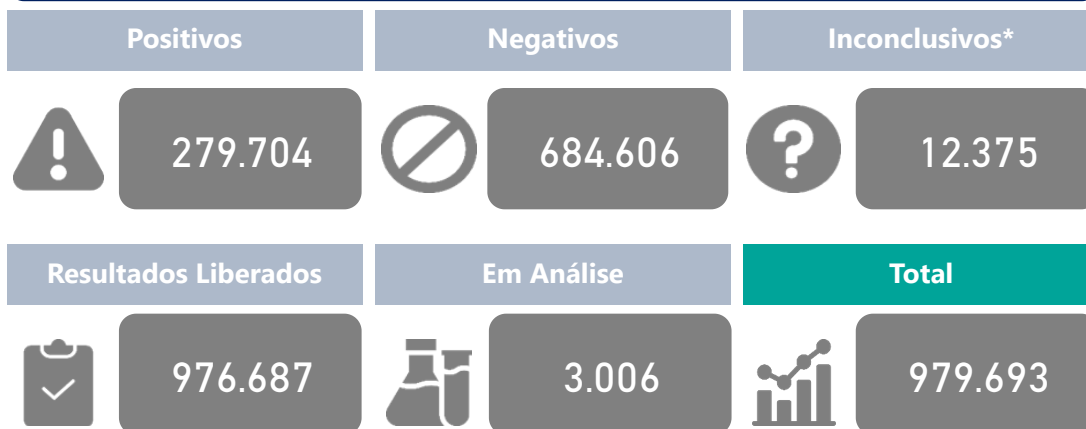 Positivos
Negativos
Inconclusivos*
279.704
684.606
12.375
Resultados Liberados
Em Análise
Total
976.687
3.006
979.693